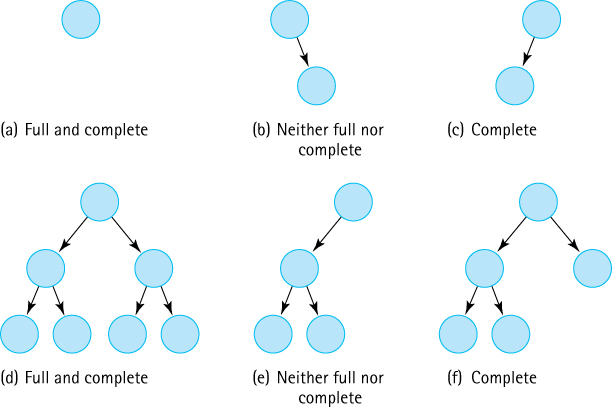 (a) Full and complete
(b) Neither full nor
complete
(c) Complete
(d) Full and complete
(e) Neither full nor
complete
(f) Complete